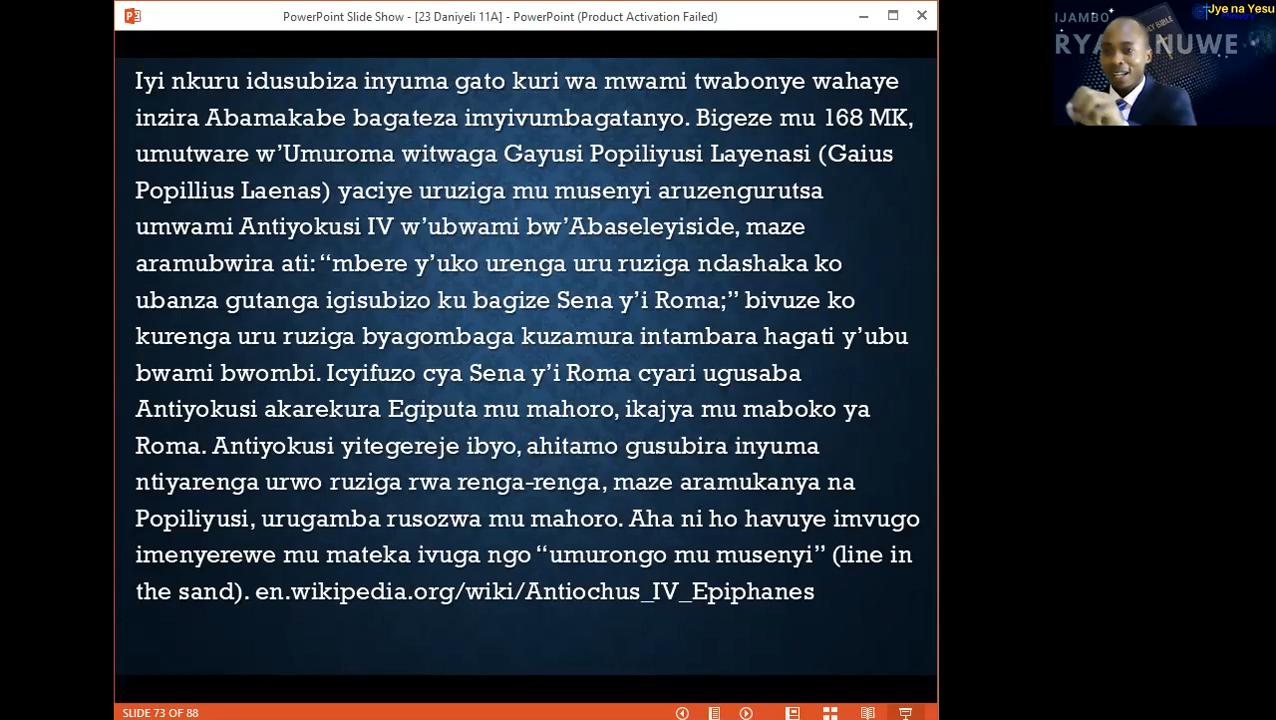 PowerPoint Slide Show - [23 Daniyeli 11A] - PowerPoint (Product Activation Failed)
Jye na Yesu
Ministry
IJAMBO
BIBLE
Iyi nkuru idusubiza inyuma gato kuri wa mwami twabonye wahaye
inzira Abamakabe bagateza imyivumbagatanyo. Bigeze mu 168 MK,
umutware w’Umuroma witwaga Gayusi Popiliyusi Layenasi (Gaius
Popillius Laenas) yaciye uruziga mu musenyi aruzengurutsa
umwami Antiyokusi IV w’ubwami bw’Abaseleyiside, maze
aramubwira ati: “mbere y’uko urenga uru ruziga ndashaka ko
ubanza gutanga igisubizo ku bagize Sena y’i Roma;” bivuze ko
kurenga uru ruziga byagombaga kuzamura intambara hagati y’ubu
bwami bwombi. Icyifuzo cya Sena y’i Roma cyari ugusaba
Antiyokusi akarekura Egiputa mu mahoro, ikajya mu maboko ya
Roma. Antiyokusi yitegereje ibyo, ahitamo gusubira inyuma
ntiyarenga urwo ruziga rwa renga-renga, maze aramukanya na
Popiliyusi, urugamba rusozwa mu mahoro. Aha ni ho havuye imvugo
imenyerewe mu mateka ivuga ngo “umurongo mu musenyi” (line in
the sand). en.wikipedia.org/wiki/Antiochus_IV_Epiphanes
SLIDE 73 OF 88